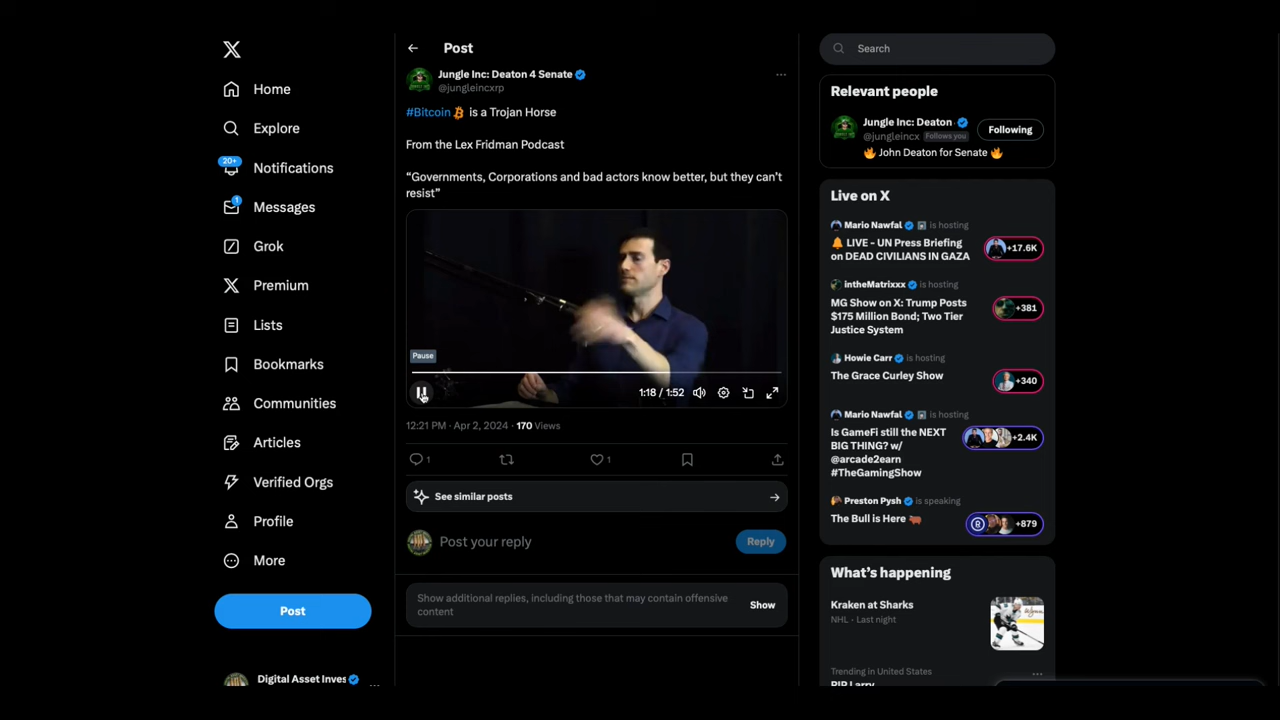 Home
Explore
20+
Notifications
1
Messages
Grok
Premium
Lists
Bookmarks
Communities
Articles
Verified Orgs
Profile
More
Post
Digital Asset Inves
Post
Jungle Inc: Deaton 4 Senate
@jungleincxrp
#Bitcoin is a Trojan Horse
From the Lex Fridman Podcast
“Governments, Corporations and bad actors know better, but they can’t
resist”
Pause
1:18 / 1:52
12:21 PM · Apr 2, 2024 · 170 Views
1
1
See similar posts
Post your reply
Reply
Show additional replies, including those that may contain offensive
content
Show
Search
Relevant people
Jungle Inc: Deaton
@jungleincx Follows you
Following
John Deaton for Senate
Live on X
Mario Nawfal is hosting
LIVE - UN Press Briefing
on DEAD CIVILIANS IN GAZA
+17.6K
intheMatrixxx is hosting
MG Show on X: Trump Posts
$175 Million Bond; Two Tier
Justice System
+381
Howie Carr is hosting
The Grace Curley Show
+340
Mario Nawfal is hosting
Is GameFi still the NEXT
BIG THING? w/
@arcade2earn
#TheGamingShow
+2.4K
Preston Pysh is speaking
The Bull is Here
+879
What’s happening
Kraken at Sharks
NHL · Last night
Trending in United States
RIP Larry